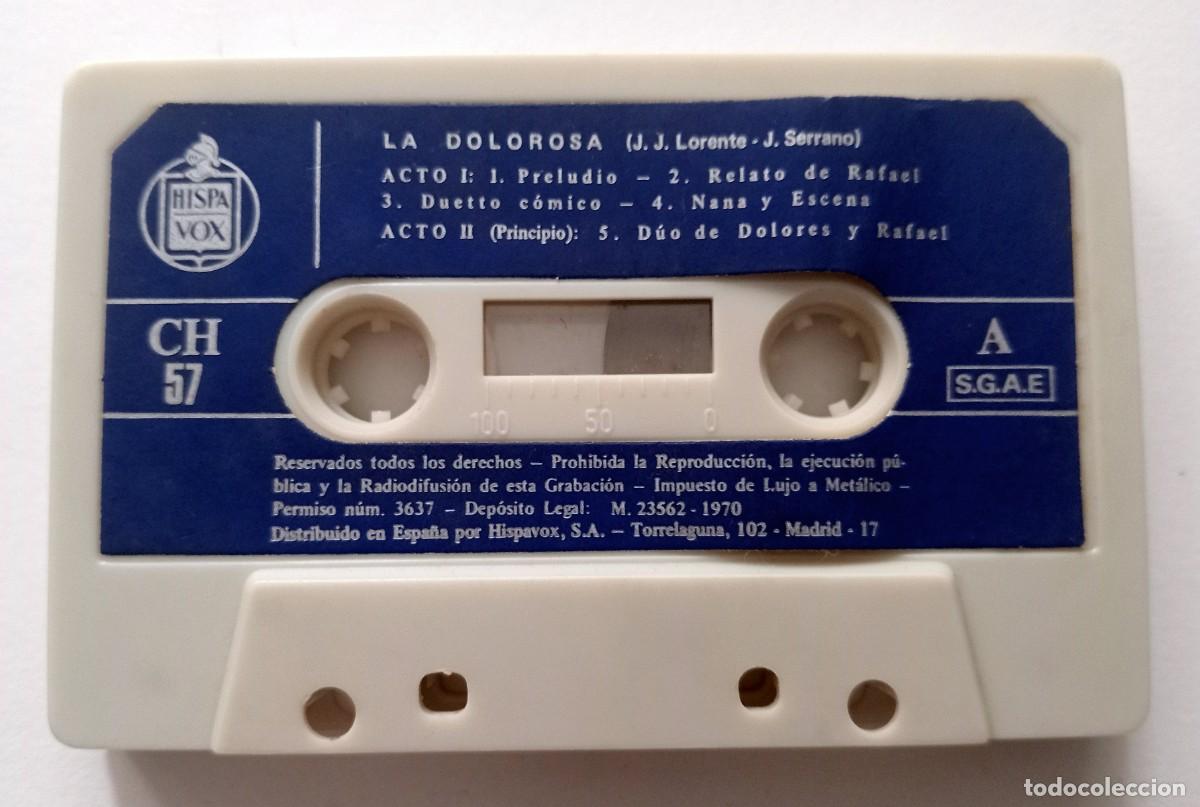 HISPA
VOX
LA DOLOROSA (J. J. Lorente - J. Serrano)
ACTO I: 1. Preludio — 2. Relato de Rafael
3. Duetto cómico — 4. Nana y Escena
ACTO II (Principio): 5. Dúo de Dolores y Rafael
CH
57
A
S.G.A.E
100 50 0
Reservados todos los derechos — Prohibida la Reproducción, la ejecución pú-
blica y la Radiodifusión de esta Grabación — Impuesto de Lujo a Metálico —
Permiso núm. 3637 — Depósito Legal: M. 23562 - 1970
Distribuido en España por Hispavox, S.A. — Torrelaguna, 102 - Madrid - 17
todocoleccion